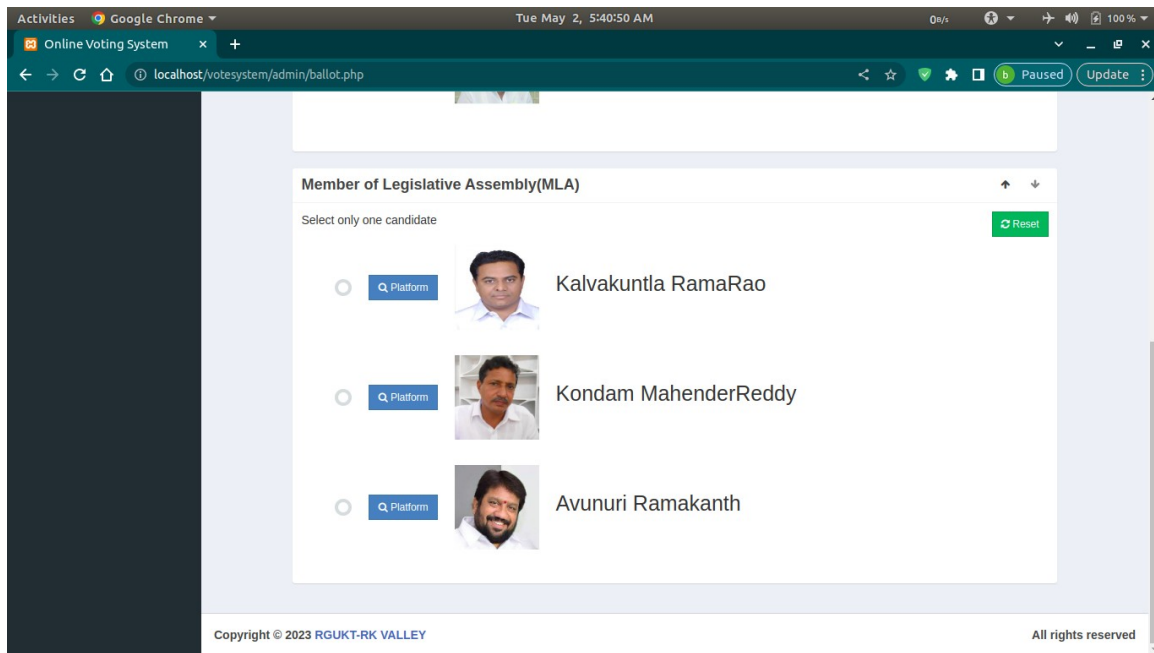 Activities Google Chrome Tue May 2, 5:40:50 AM 0B/s 100%
Online Voting System
localhost/votesystem/admin/ballot.php b Paused Update
Member of Legislative Assembly(MLA)
Select only one candidate Reset
Platform Kalvakuntla RamaRao
Platform Kondam MahenderReddy
Platform Avunuri Ramakanth
Copyright © 2023 RGUKT-RK VALLEY All rights reserved